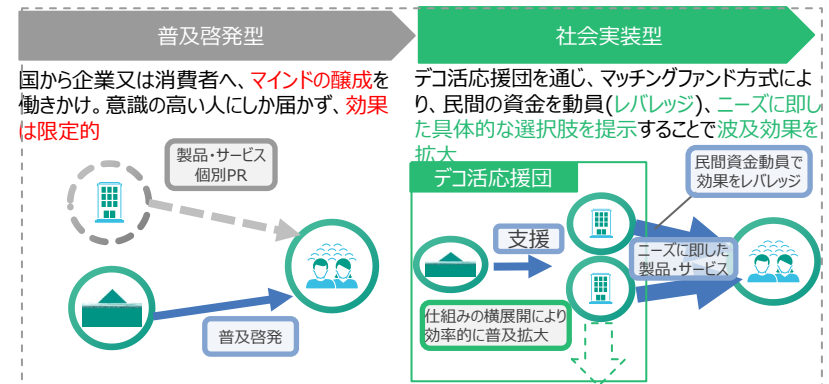 普及啓発型
国から企業又は消費者へ、マインドの醸成を
働きかけ。意識の高い人にしか届かず、効果
は限定的
製品・サービス
個別PR
普及啓発
社会実装型
デコ活応援団を通じ、マッチングファンド方式によ
り、民間の資金を動員(レバレッジ)、ニーズに即し
た具体的な選択肢を提示することで波及効果を
拡大
デコ活応援団
民間資金動員で
効果をレバレッジ
支援
ニーズに即した
製品・サービス
仕組みの横展開により
効率的に普及拡大